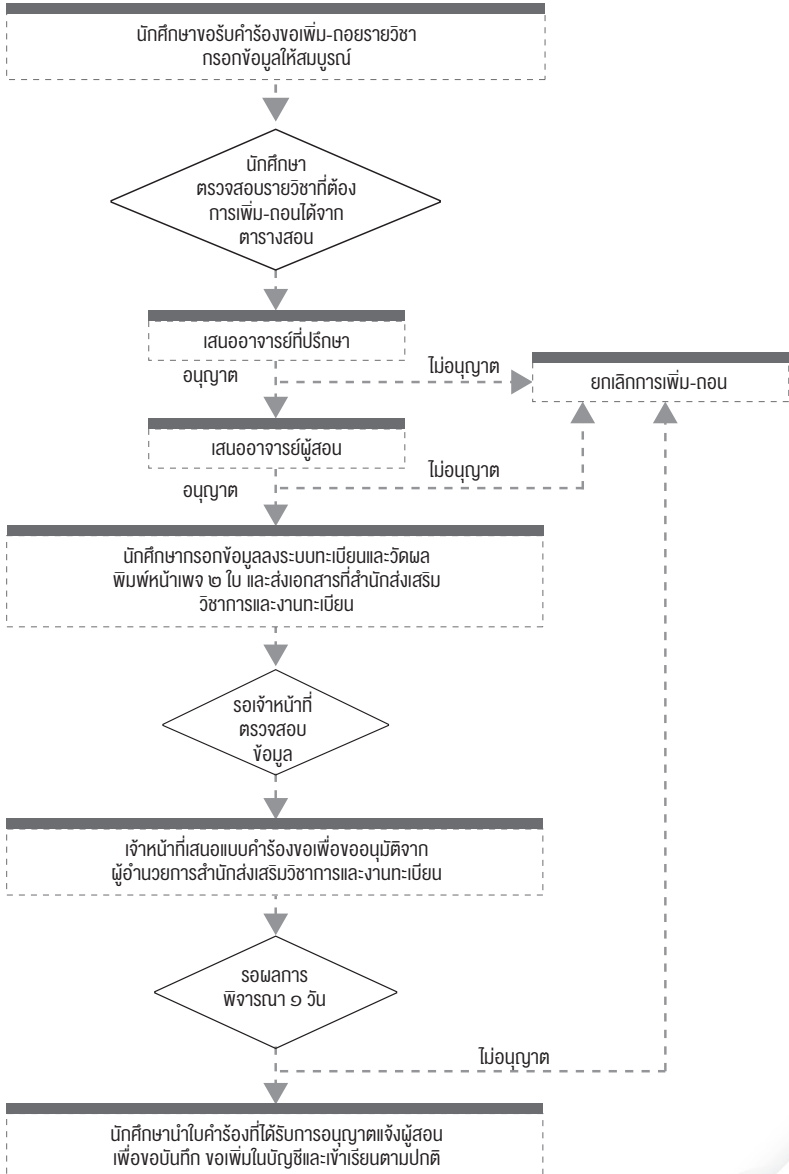 นักศึกษาขอรับคำร้องขอเพิ่ม-ถอยรายวิชา
กรอกข้อมูลให้สมบูรณ์
นักศึกษา
ตรวจสอบรายวิชาที่ต้อง
การเพิ่ม-ถอนได้จาก
ตารางสอน
เสนออาจารย์ที่ปรึกษา
อนุญาต
ไม่อนุญาต
ยกเลิกการเพิ่ม-ถอน
เสนออาจารย์ผู้สอน
อนุญาต
ไม่อนุญาต
นักศึกษากรอกข้อมูลลงระบบทะเบียนและวัดผล
พิมพ์หน้าเพจ ๒ ใบ และส่งเอกสารที่สำนักส่งเสริม
วิชาการและงานทะเบียน
รอเจ้าหน้าที่
ตรวจสอบ
ข้อมูล
เจ้าหน้าที่เสนอแบบคำร้องขอเพื่อขออนุมัติจาก
ผู้อำนวยการสำนักส่งเสริมวิชาการและงานทะเบียน
รอผลการ
พิจารณา ๑ วัน
ไม่อนุญาต
นักศึกษานำใบคำร้องที่ได้รับการอนุญาตแจ้งผู้สอน
เพื่อขอบันทึก ขอเพิ่มในบัญชีและเข้าเรียนตามปกติ